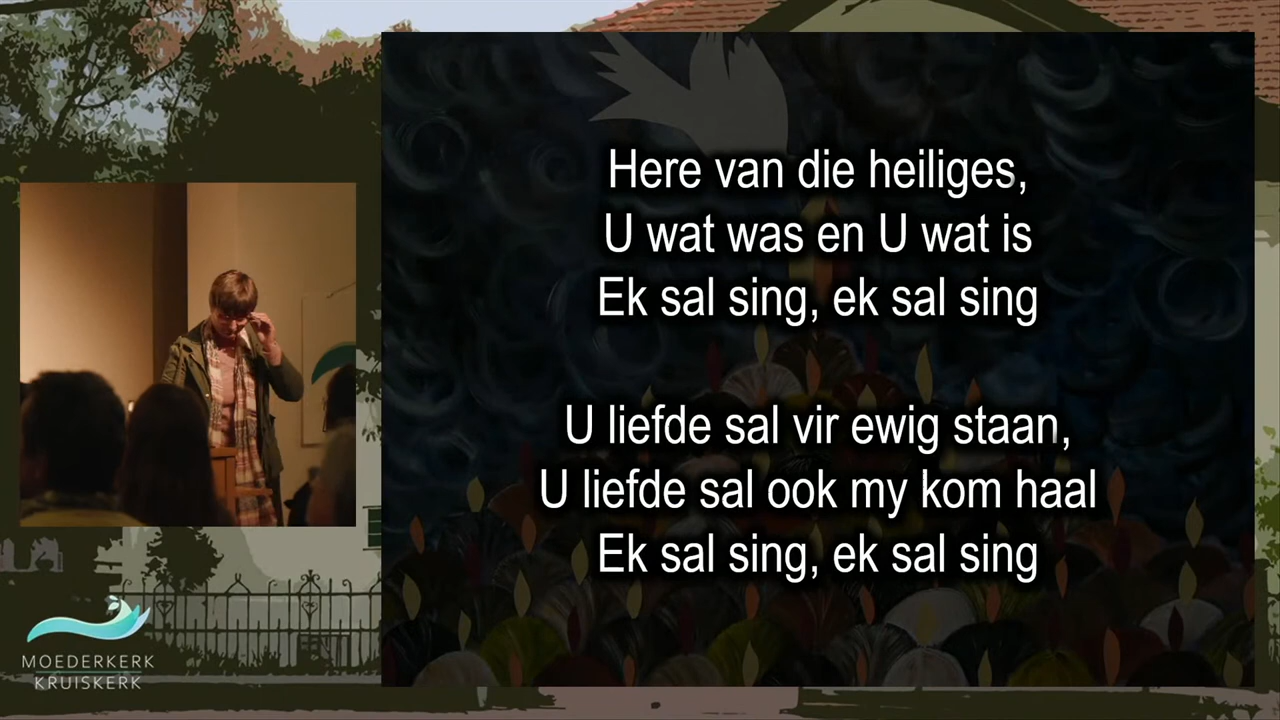 Here van die heiliges,
U wat was en U wat is
Ek sal sing, ek sal sing
U liefde sal vir ewig staan,
U liefde sal ook my kom haal
Ek sal sing, ek sal sing
MOEDERKERK
KRUISKERK